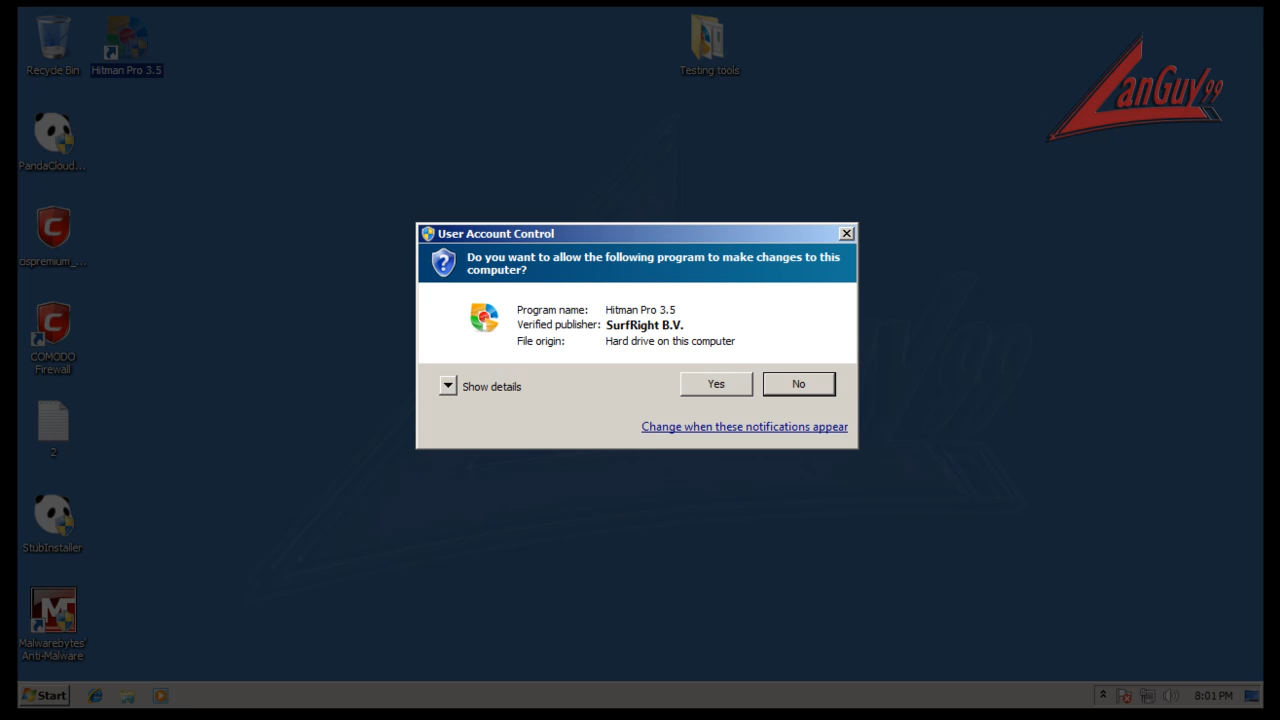 Recycle Bin
Hitman Pro 3.5
Testing tools
LanGuy99
PandaCloud...
cispremium_...
COMODO
Firewall
2
StubInstaller
Malwarebytes'
Anti-Malware
User Account Control
Do you want to allow the following program to make changes to this
computer?
Program name: Hitman Pro 3.5
Verified publisher: SurfRight B.V.
File origin: Hard drive on this computer
Show details
Yes
No
Change when these notifications appear
Start
8:01 PM